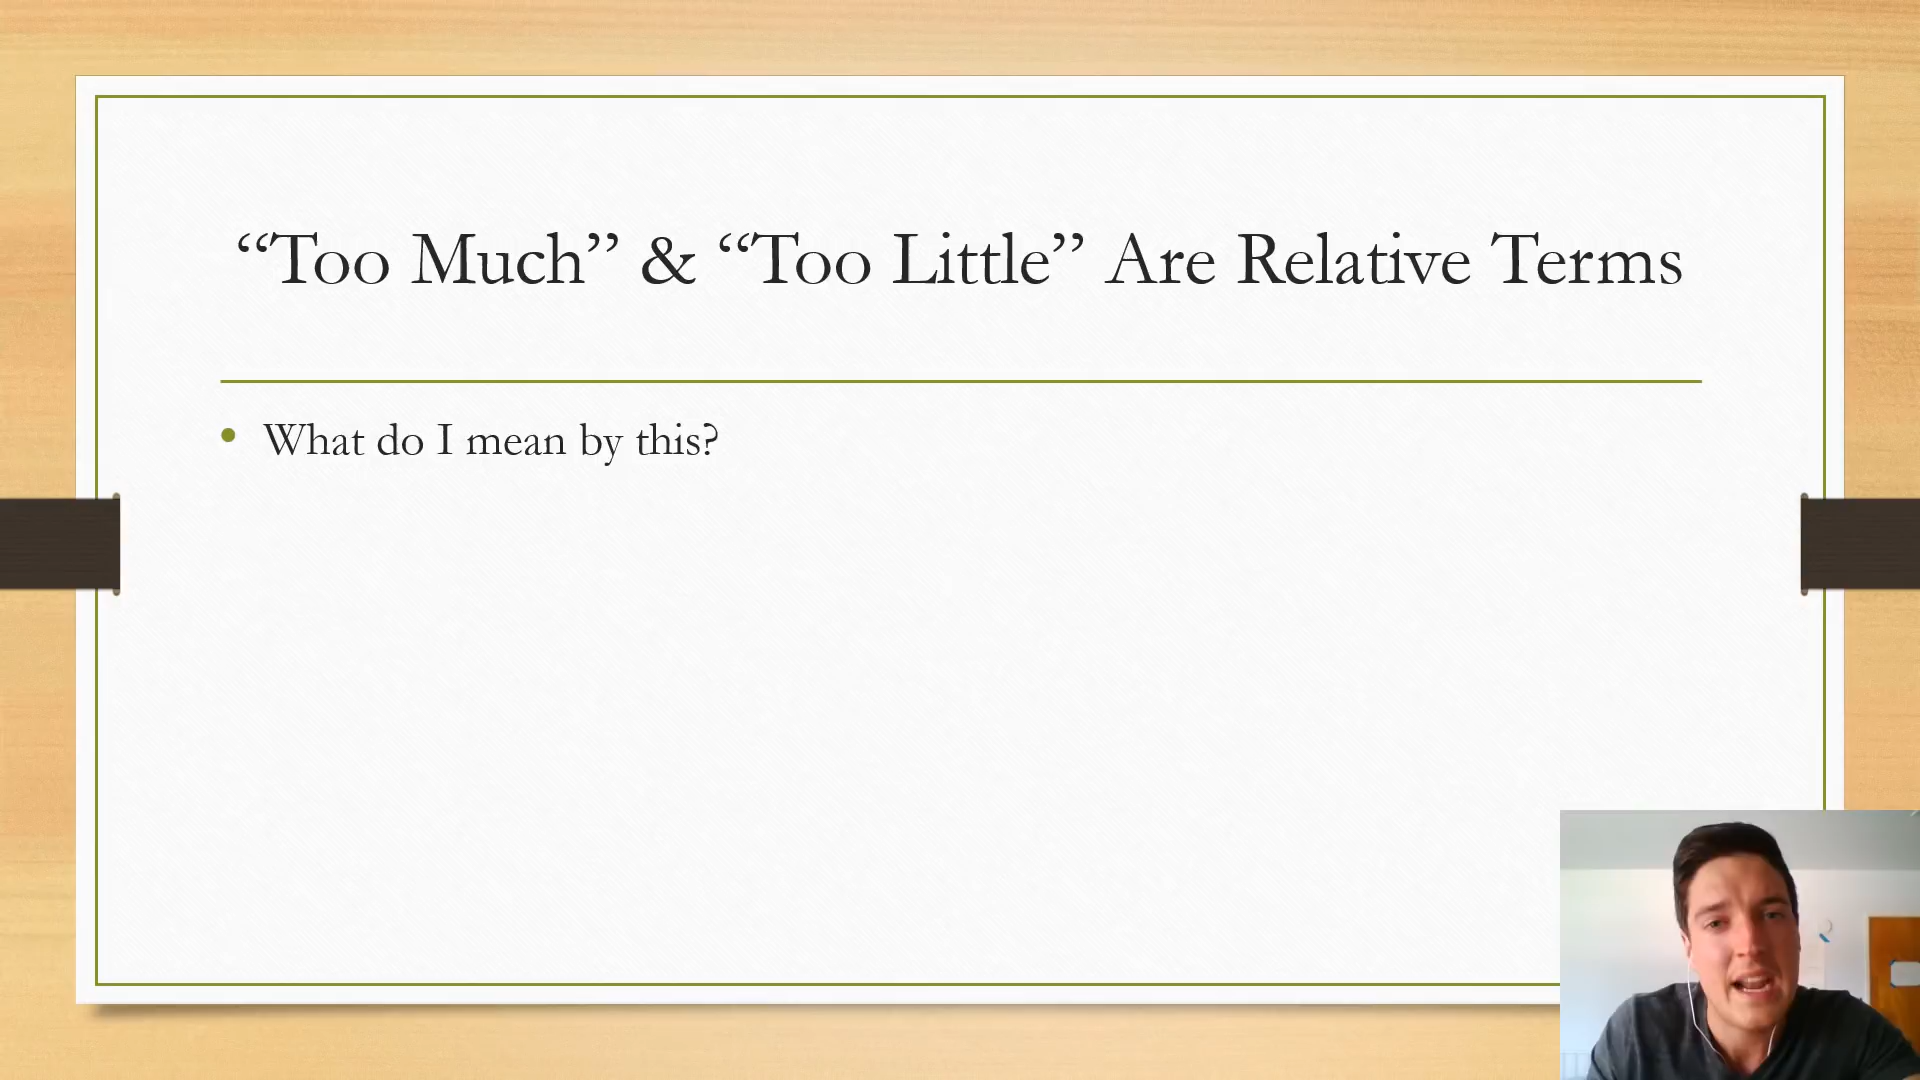 “Too Much” & “Too Little” Are Relative Terms
• What do I mean by this?